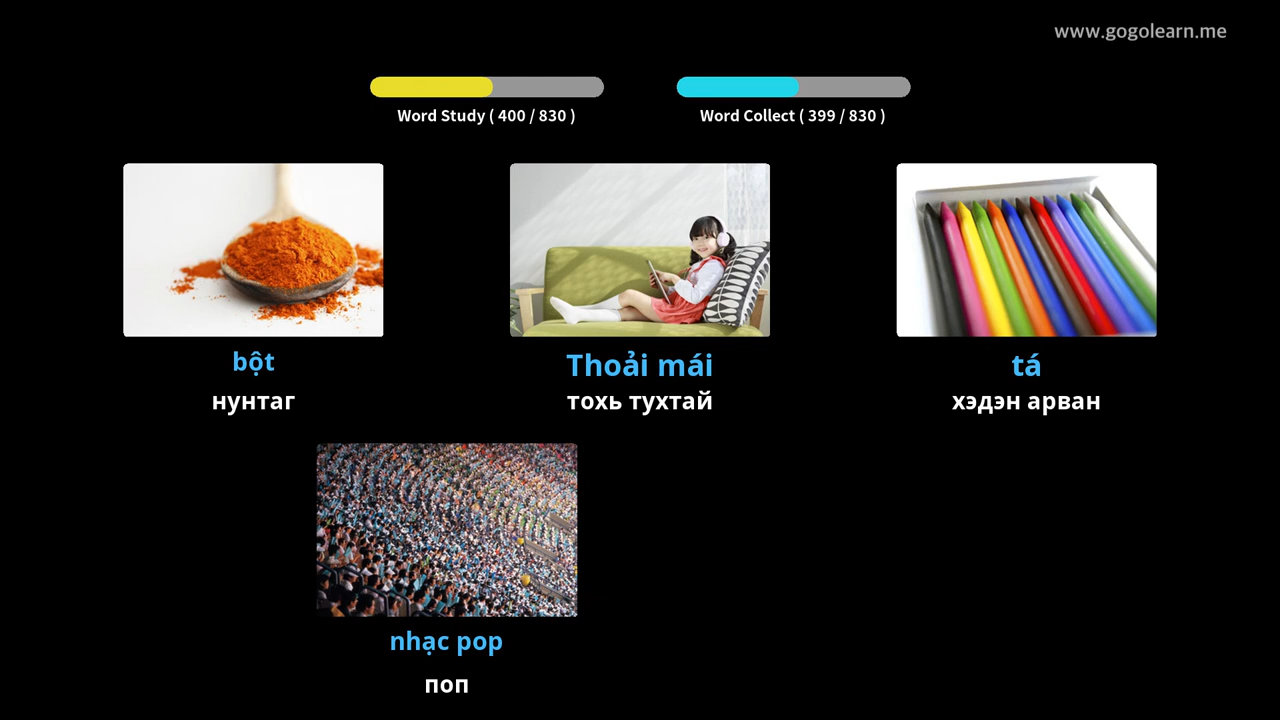 www.gogolearn.me
Word Study ( 400 / 830 )
Word Collect ( 399 / 830 )
bột
нунтаг
Thoải mái
тохь тухтай
tá
хэдэн арван
nhạc pop
поп